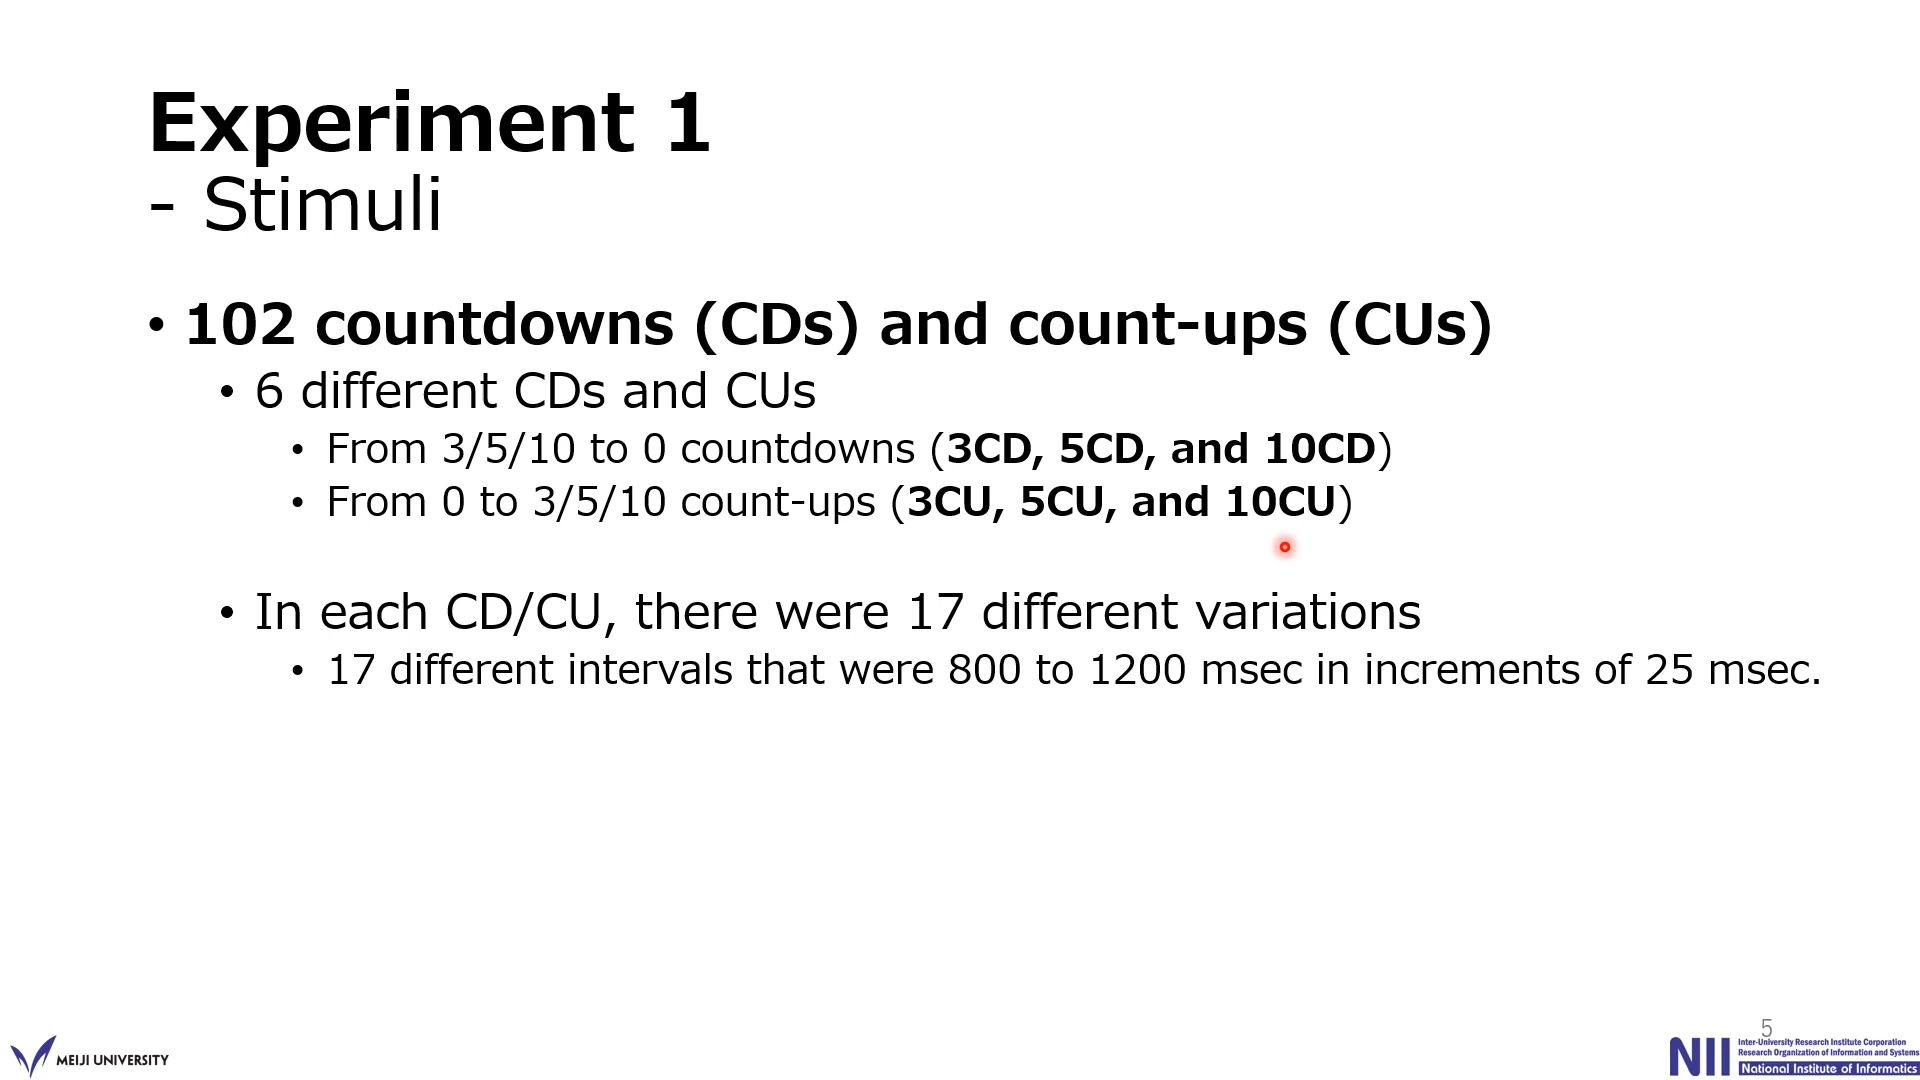 Experiment 1
- Stimuli
• 102 countdowns (CDs) and count-ups (CUs)
• 6 different CDs and CUs
• From 3/5/10 to 0 countdowns (3CD, 5CD, and 10CD)
• From 0 to 3/5/10 count-ups (3CU, 5CU, and 10CU)
• In each CD/CU, there were 17 different variations
• 17 different intervals that were 800 to 1200 msec in increments of 25 msec.
MEIJI UNIVERSITY
5
NII
Inter-University Research Institute Corporation
Research Organization of Information and Systems
National Institute of Informatics